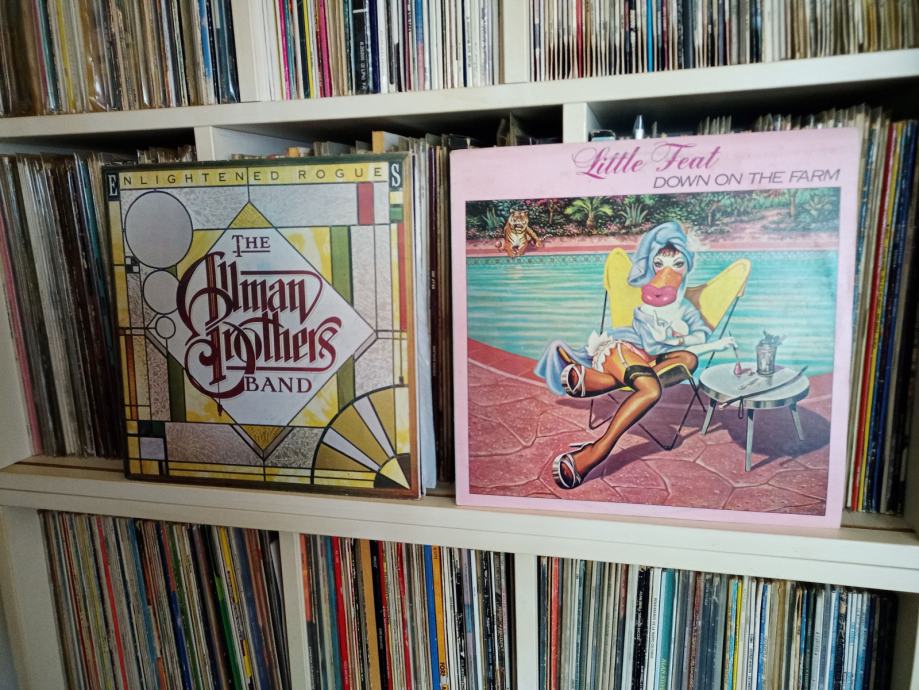 ENLIGHTENED ROGUES
THE
Allman
Brothers
BAND
Little Feat
DOWN ON THE FARM